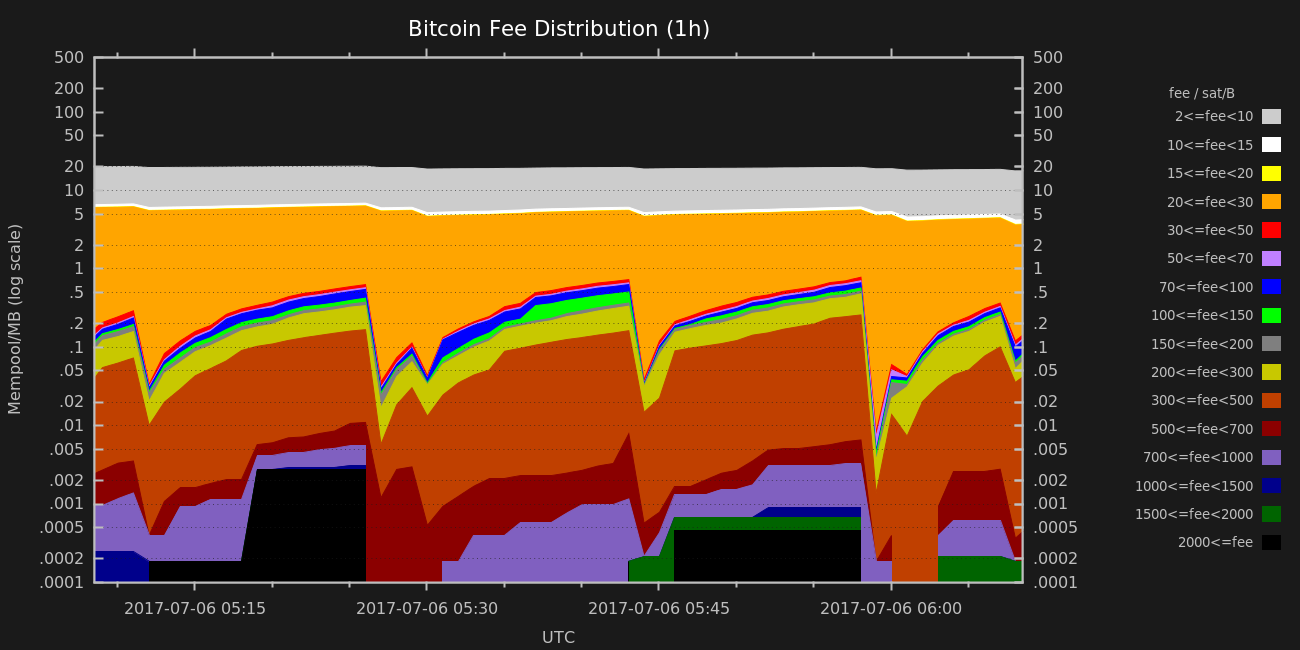 Bitcoin Fee Distribution (1h)
Mempool/MB (log scale)
500
200
100
50
20
10
5
2
1
.5
.2
.1
.05
.02
.01
.005
.002
.001
.0005
.0002
.0001
500
200
100
50
20
10
5
2
1
.5
.2
.1
.05
.02
.01
.005
.002
.001
.0005
.0002
.0001
2017-07-06 05:15
2017-07-06 05:30
2017-07-06 05:45
2017-07-06 06:00
UTC
fee / sat/B
2<=fee<10
10<=fee<15
15<=fee<20
20<=fee<30
30<=fee<50
50<=fee<70
70<=fee<100
100<=fee<150
150<=fee<200
200<=fee<300
300<=fee<500
500<=fee<700
700<=fee<1000
1000<=fee<1500
1500<=fee<2000
2000<=fee